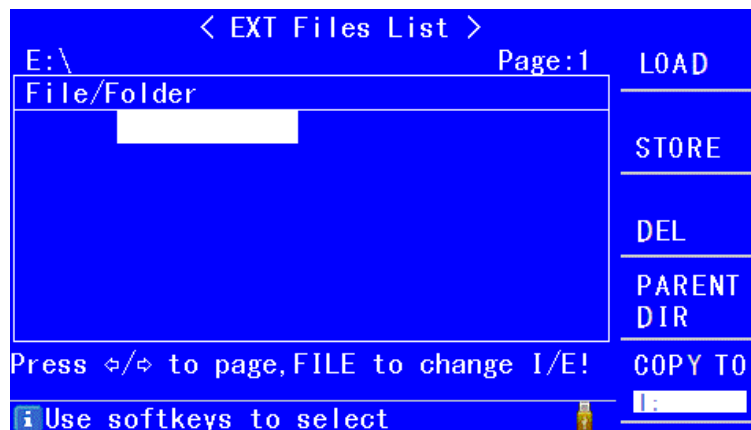 < EXT Files List >
E:\ Page:1
File/Folder
Press ⇦/⇨ to page,FILE to change I/E!
Use softkeys to select
LOAD
STORE
DEL
PARENT
DIR
COPY TO
I: